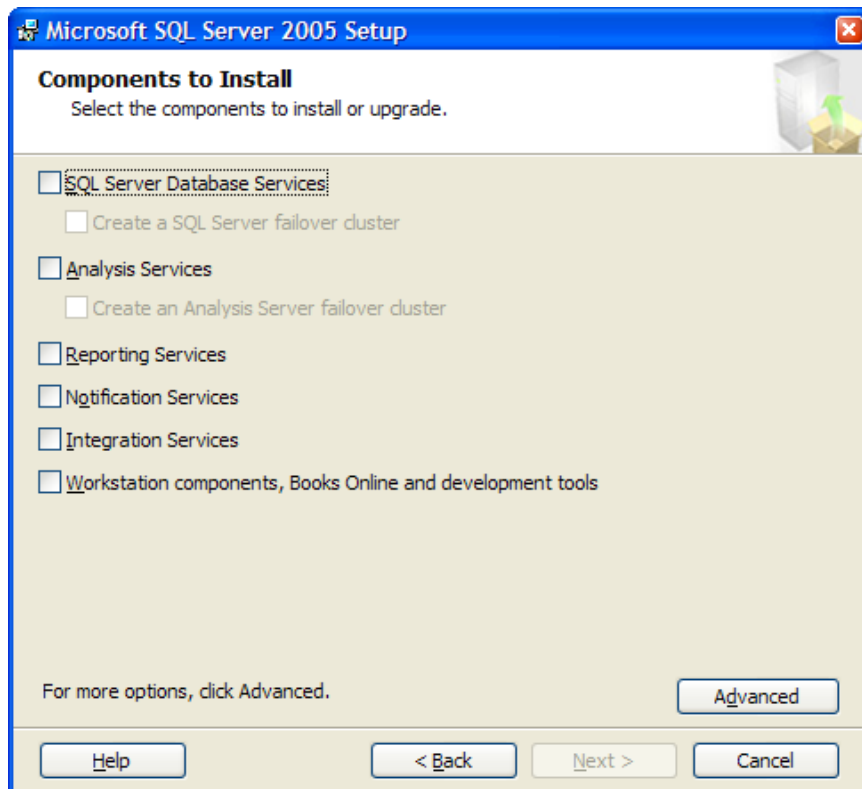 Microsoft SQL Server 2005 Setup
Components to Install
Select the components to install or upgrade.
SQL Server Database Services
Create a SQL Server failover cluster
Analysis Services
Create an Analysis Server failover cluster
Reporting Services
Notification Services
Integration Services
Workstation components, Books Online and development tools
For more options, click Advanced.
Advanced
Help
< Back
Next >
Cancel